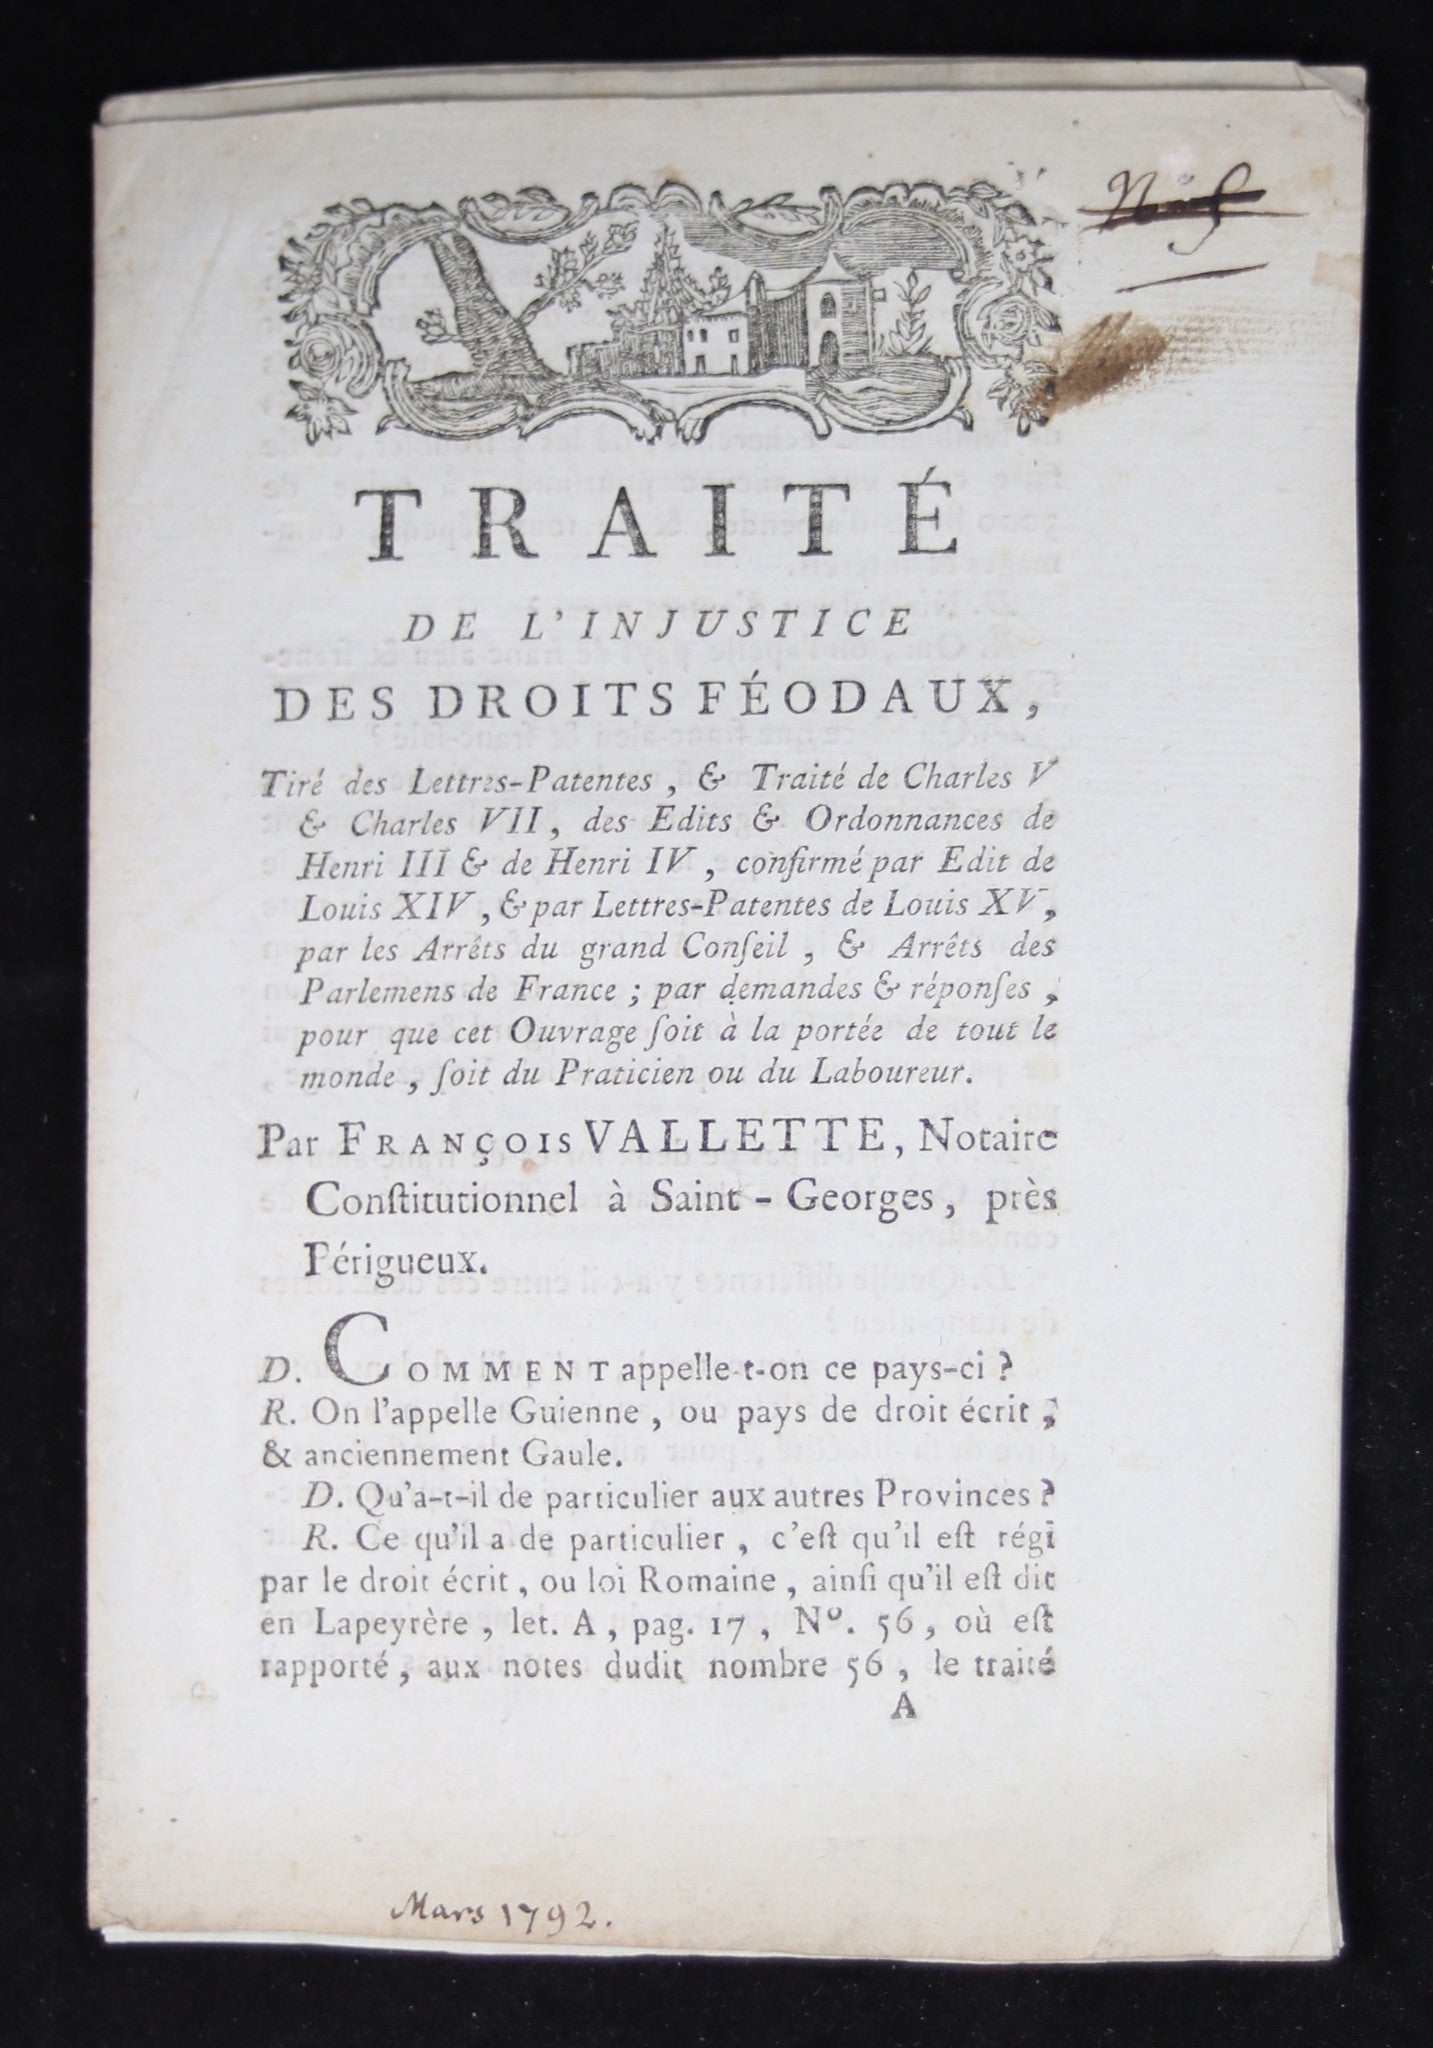 TRAITÉ
DE L'INJUSTICE
DES DROITS FÉODAUX,
Tiré des Lettres-Patentes, & Traité de Charles V
& Charles VII, des Edits & Ordonnances de
Henri III & de Henri IV, confirmé par Edit de
Louis XIV, & par Lettres-Patentes de Louis XV,
par les Arrêts du grand Conſeil, & Arrêts des
Parlemens de France; par demandes & réponſes,
pour que cet Ouvrage ſoit à la portée de tout le
monde, ſoit du Praticien ou du Laboureur.
Par FRANÇOIS VALLETTE, Notaire
Conſtitutionnel à Saint-Georges, près
Périgueux.
D. COMMENT appelle-t-on ce pays-ci?
R. On l'appelle Guienne, ou pays de droit écrit,
& anciennement Gaule.
D. Qu'a-t-il de particulier aux autres Provinces?
R. Ce qu'il a de particulier, c'eſt qu'il eſt régi
par le droit écrit, ou loi Romaine, ainſi qu'il eſt dit
en Lapeyrère, let. A, pag. 17, Nº. 56, où eſt
rapporté, aux notes dudit nombre 56, le traité
A
Mars 1792.